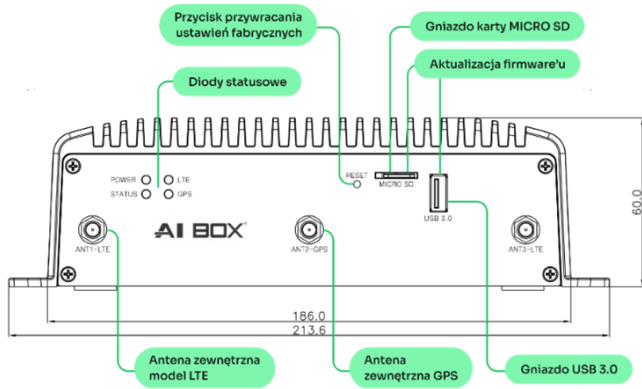 Przycisk przywracania
ustawień fabrycznych
Gniazdo karty MICRO SD
Diody statusowe
Aktualizacja firmware’u
POWER
LTE
STATUS
GPS
RESET
MICRO SD
USB 3.0
ANT1-LTE
AI BOX
ANT2-GPS
ANT3-LTE
60.0
186.0
213.6
Antena zewnętrzna
model LTE
Antena
zewnętrzna GPS
Gniazdo USB 3.0